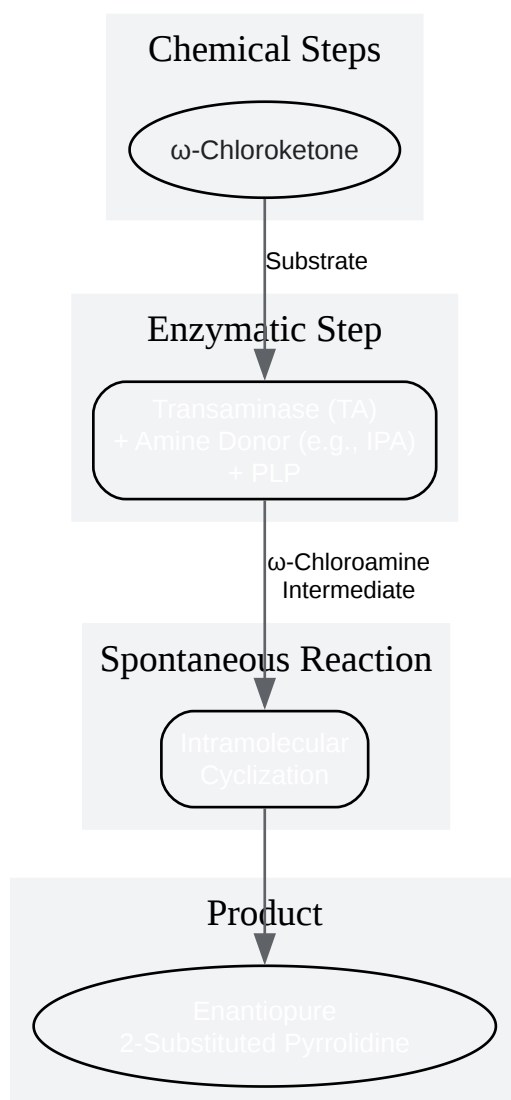 Chemical Steps
ω-Chloroketone
Substrate
Enzymatic Step
Transaminase (TA)
+ Amine Donor (e.g., IPA)
+ PLP
ω-Chloroamine
Intermediate
Spontaneous Reaction
Intramolecular
Cyclization
Product
Enantiopure
2-Substituted Pyrrolidine